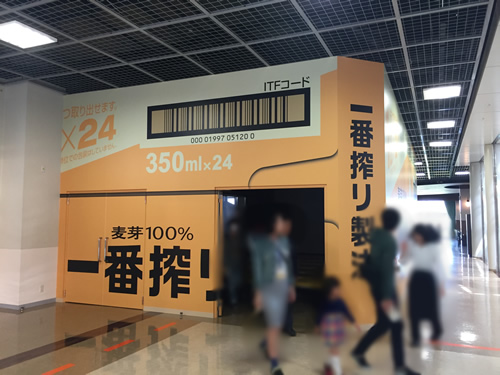 つ取り出せます。
×24
ITFコード
000 01997 05120 0
350ml×24
麦芽100%
一番搾り
一番搾り製法